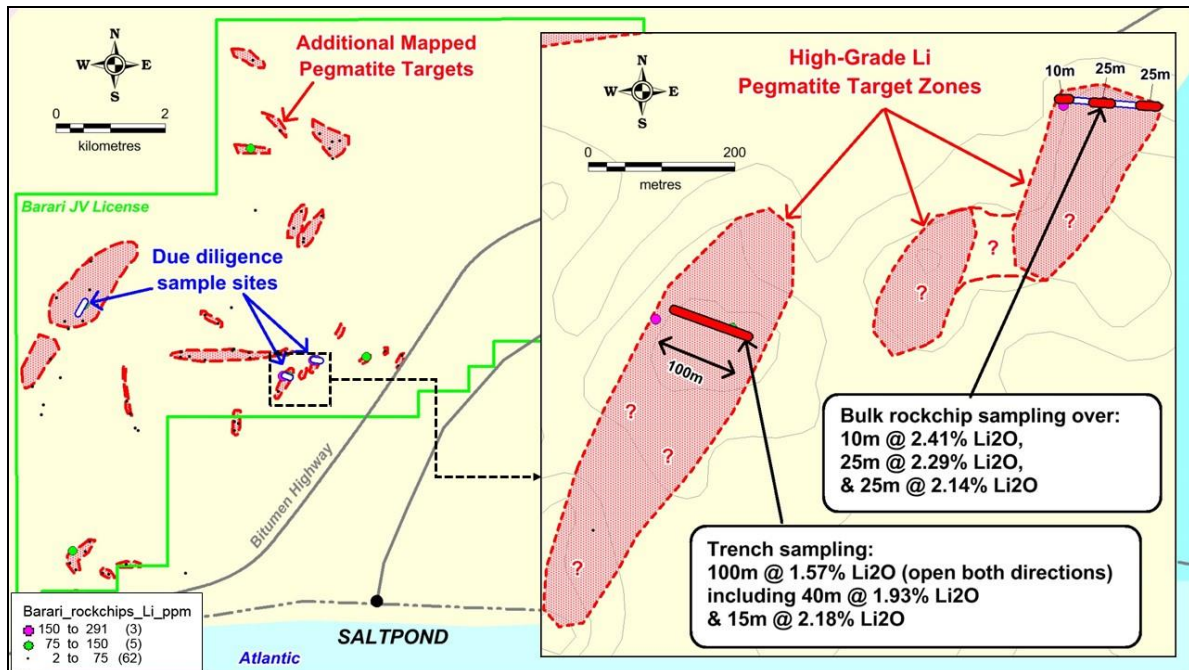 N
W E
S
0 2
kilometres
Additional Mapped
Pegmatite Targets
Barari JV License
Due diligence
sample sites
Bitumen Highway
SALTPOND
Atlantic
Barari_rockchips_Li_ppm
150 to 291 (3)
75 to 150 (5)
2 to 75 (62)
N
W E
S
0 200
metres
High-Grade Li
Pegmatite Target Zones
10m 25m 25m
?
?
?
100m
?
?
?
Bulk rockchip sampling over:
10m @ 2.41% Li2O,
25m @ 2.29% Li2O,
& 25m @ 2.14% Li2O
Trench sampling:
100m @ 1.57% Li2O (open both directions)
including 40m @ 1.93% Li2O
& 15m @ 2.18% Li2O